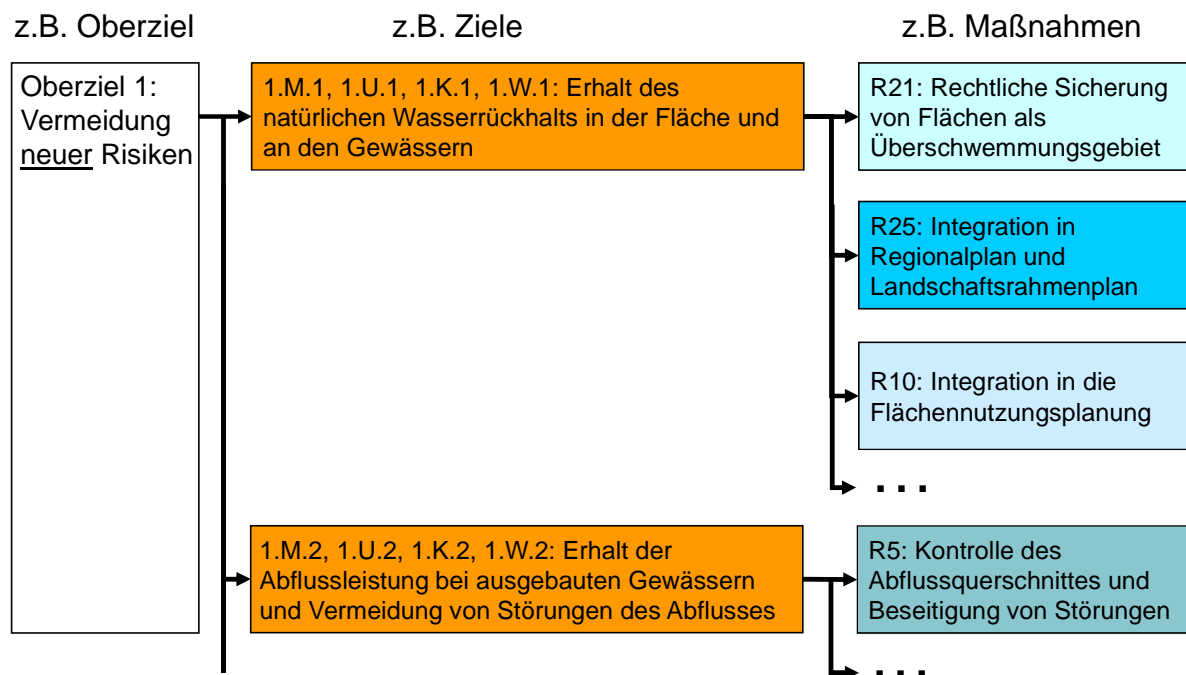 z.B. Oberziel
z.B. Ziele
z.B. Maßnahmen
Oberziel 1:
Vermeidung
neuer Risiken
1.M.1, 1.U.1, 1.K.1, 1.W.1: Erhalt des
natürlichen Wasserrückhalts in der Fläche und
an den Gewässern
R21: Rechtliche Sicherung
von Flächen als
Überschwemmungsgebiet
R25: Integration in
Regionalplan und
Landschaftsrahmenplan
R10: Integration in die
Flächennutzungsplanung
. . .
1.M.2, 1.U.2, 1.K.2, 1.W.2: Erhalt der
Abflussleistung bei ausgebauten Gewässern
und Vermeidung von Störungen des Abflusses
R5: Kontrolle des
Abflussquerschnittes und
Beseitigung von Störungen
. . .